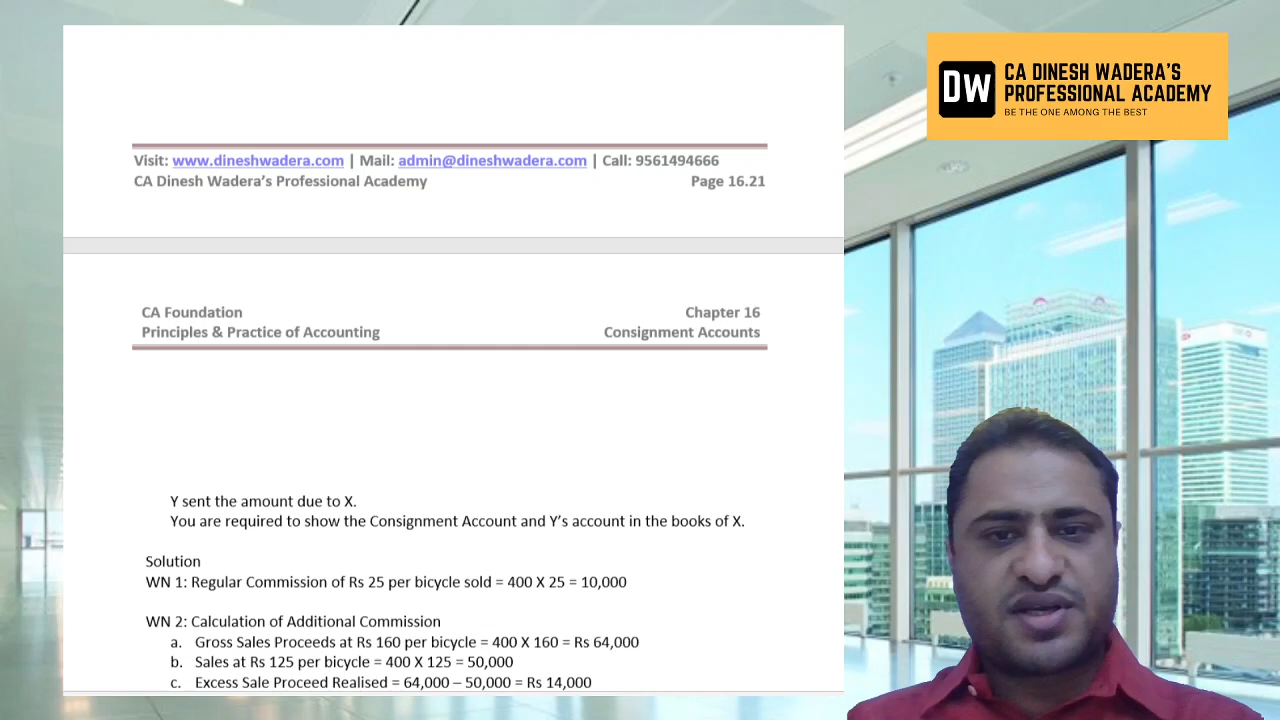 Visit: www.dineshwadera.com | Mail: admin@dineshwadera.com | Call: 9561494666
CA Dinesh Wadera's Professional Academy Page 16.21
CA Foundation Chapter 16
Principles & Practice of Accounting Consignment Accounts
Y sent the amount due to X.
You are required to show the Consignment Account and Y's account in the books of X.
Solution
WN 1: Regular Commission of Rs 25 per bicycle sold = 400 X 25 = 10,000
WN 2: Calculation of Additional Commission
a. Gross Sales Proceeds at Rs 160 per bicycle = 400 X 160 = Rs 64,000
b. Sales at Rs 125 per bicycle = 400 X 125 = 50,000
c. Excess Sale Proceed Realised = 64,000 – 50,000 = Rs 14,000
DW
CA DINESH WADERA'S
PROFESSIONAL ACADEMY
BE THE ONE AMONG THE BEST